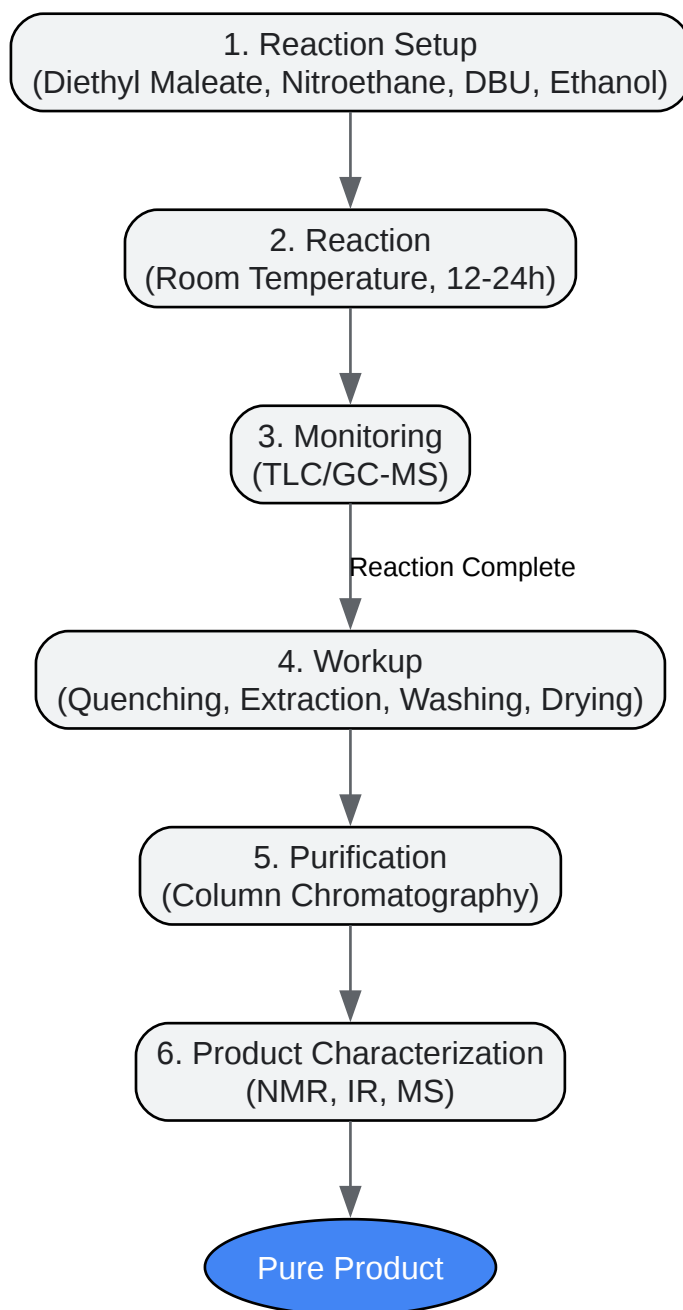 1. Reaction Setup
(Diethyl Maleate, Nitroethane, DBU, Ethanol)
2. Reaction
(Room Temperature, 12-24h)
3. Monitoring
(TLC/GC-MS)
Reaction Complete
4. Workup
(Quenching, Extraction, Washing, Drying)
5. Purification
(Column Chromatography)
6. Product Characterization
(NMR, IR, MS)
Pure Product